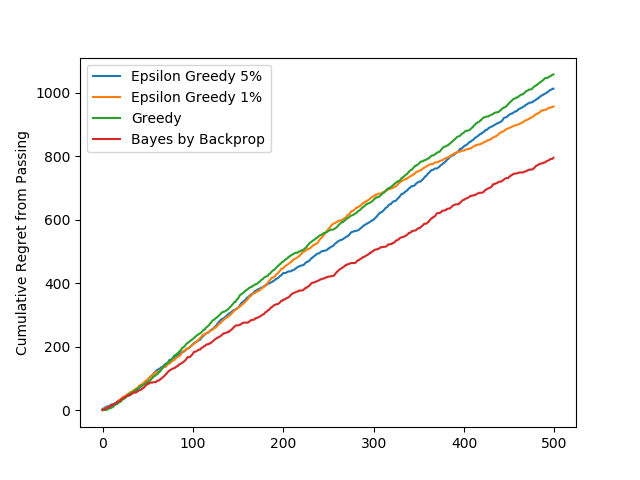 Epsilon Greedy 5%
Epsilon Greedy 1%
Greedy
Bayes by Backprop
Cumulative Regret from Passing
1000
800
600
400
200
0
0 100 200 300 400 500